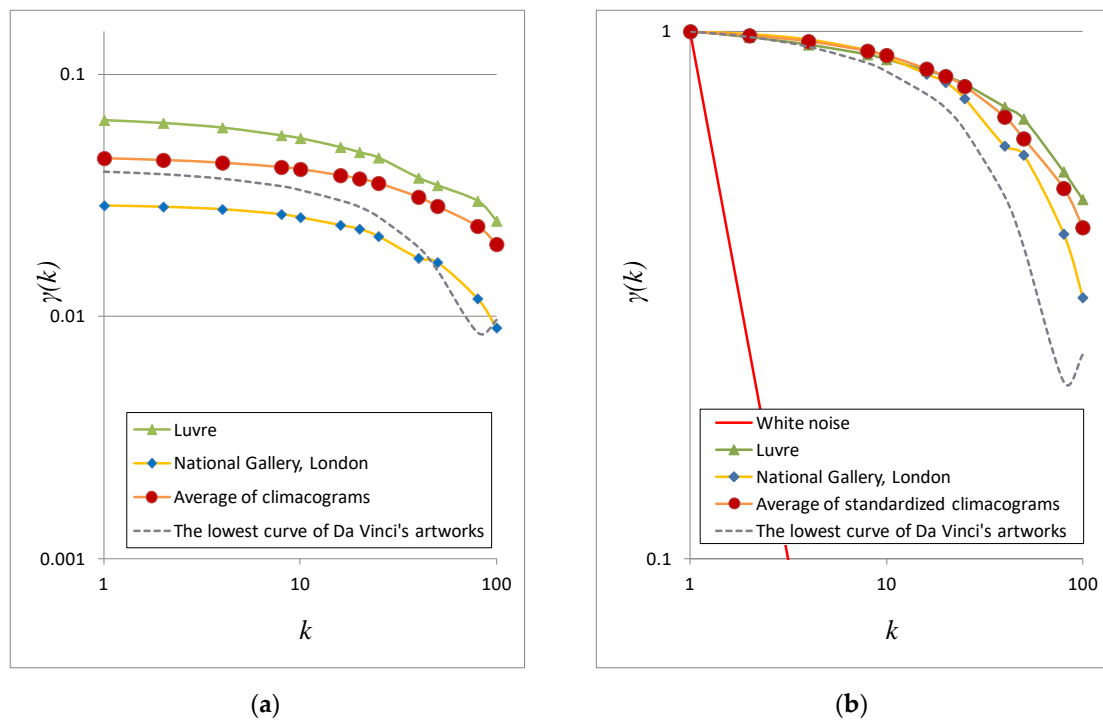 0.1
0.01
0.001
γ(k)
1
10
100
k
Luvre
National Gallery, London
Average of climacograms
The lowest curve of Da Vinci's artworks
(a)
1
0.1
γ(k)
1
10
100
k
White noise
Luvre
National Gallery, London
Average of standardized climacograms
The lowest curve of Da Vinci's artworks
(b)